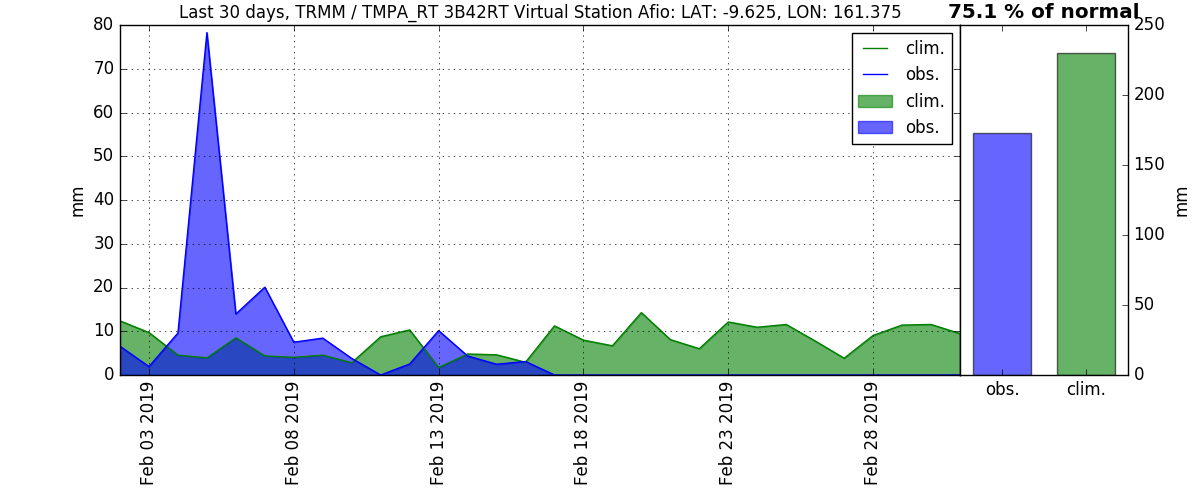 Last 30 days, TRMM / TMPA_RT 3B42RT Virtual Station Afio: LAT: -9.625, LON: 161.375
75.1 % of normal
80
70
60
50
40
30
20
10
0
mm
clim.
obs.
clim.
obs.
Feb 03 2019
Feb 08 2019
Feb 13 2019
Feb 18 2019
Feb 23 2019
Feb 28 2019
250
200
150
100
50
0
mm
obs.
clim.